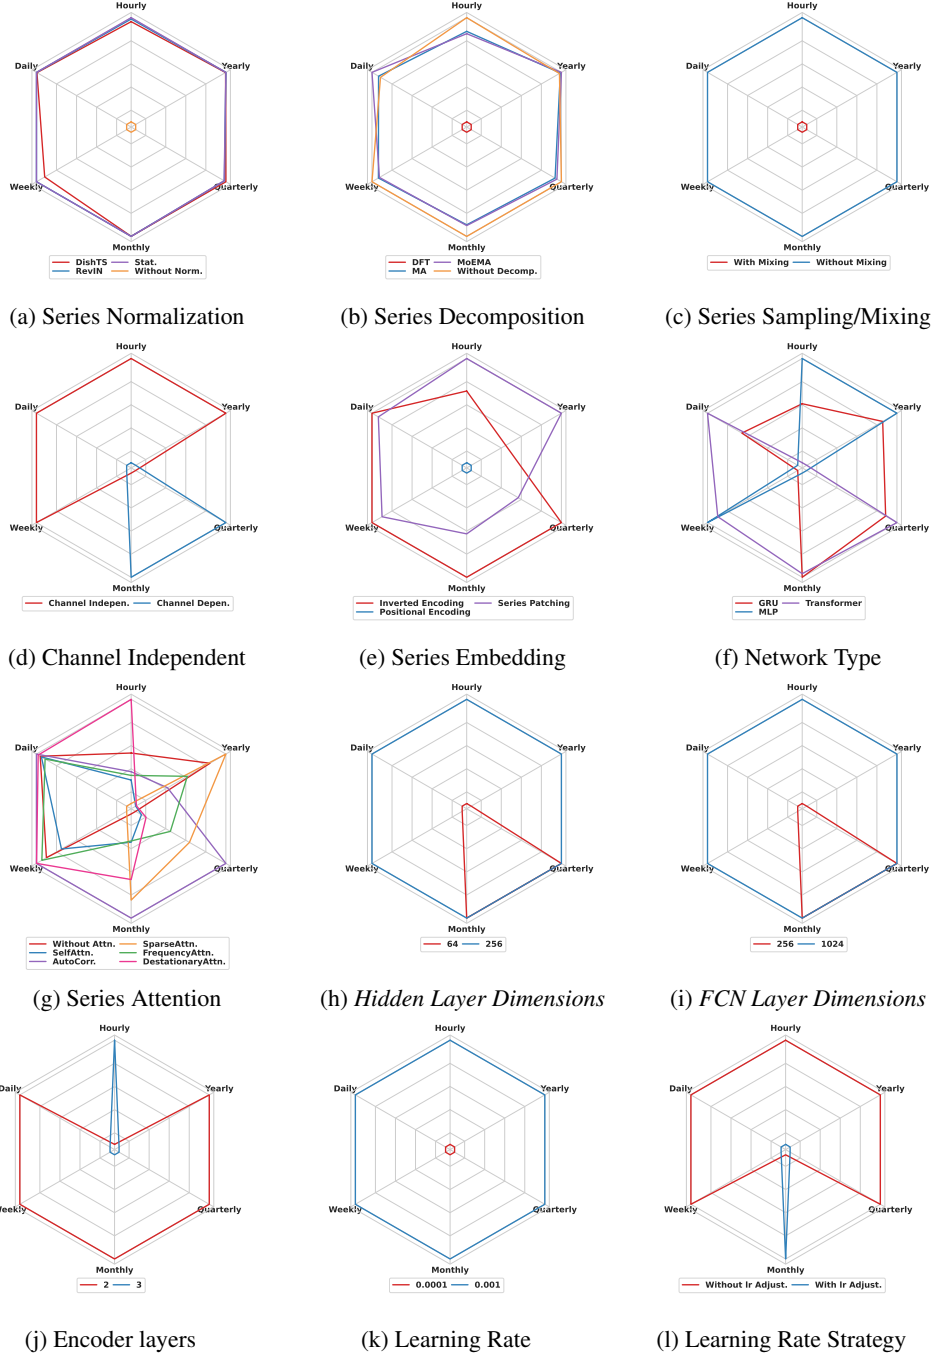 Hourly
Daily
Yearly
Weekly
Quarterly
Monthly
DishTS
Stat.
RevIN
Without Norm.
(a) Series Normalization
Hourly
Daily
Yearly
Weekly
Quarterly
Monthly
DFT
MoEMA
MA
Without Decomp.
(b) Series Decomposition
Hourly
Daily
Yearly
Weekly
Quarterly
Monthly
With Mixing
Without Mixing
(c) Series Sampling/Mixing
Hourly
Daily
Yearly
Weekly
Quarterly
Monthly
Channel Indepen.
Channel Depen.
(d) Channel Independent
Hourly
Daily
Yearly
Weekly
Quarterly
Monthly
Inverted Encoding
Series Patching
Positional Encoding
(e) Series Embedding
Hourly
Daily
Yearly
Weekly
Quarterly
Monthly
GRU
Transformer
MLP
(f) Network Type
Hourly
Daily
Yearly
Weekly
Quarterly
Monthly
Without Attn.
SparseAttn.
SelfAttn.
FrequencyAttn.
AutoCorr.
DestationaryAttn.
(g) Series Attention
Hourly
Daily
Yearly
Weekly
Quarterly
Monthly
64
256
(h) Hidden Layer Dimensions
Hourly
Daily
Yearly
Weekly
Quarterly
Monthly
256
1024
(i) FCN Layer Dimensions
Hourly
Daily
Yearly
Weekly
Quarterly
Monthly
2
3
(j) Encoder layers
Hourly
Daily
Yearly
Weekly
Quarterly
Monthly
0.0001
0.001
(k) Learning Rate
Hourly
Daily
Yearly
Weekly
Quarterly
Monthly
Without lr Adjust.
With lr Adjust.
(l) Learning Rate Strategy